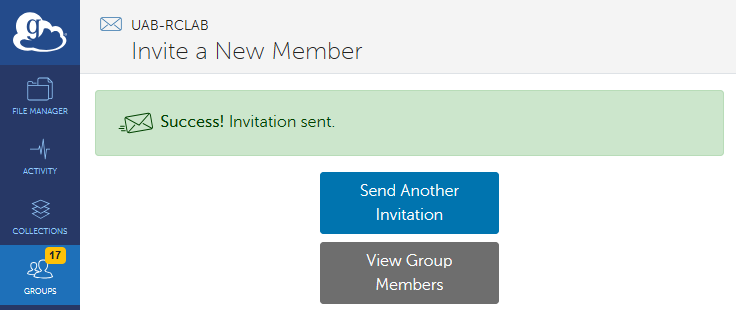 g
UAB-RCLAB
Invite a New Member
FILE MANAGER
ACTIVITY
COLLECTIONS
17
GROUPS
Success! Invitation sent.
Send Another
Invitation
View Group
Members